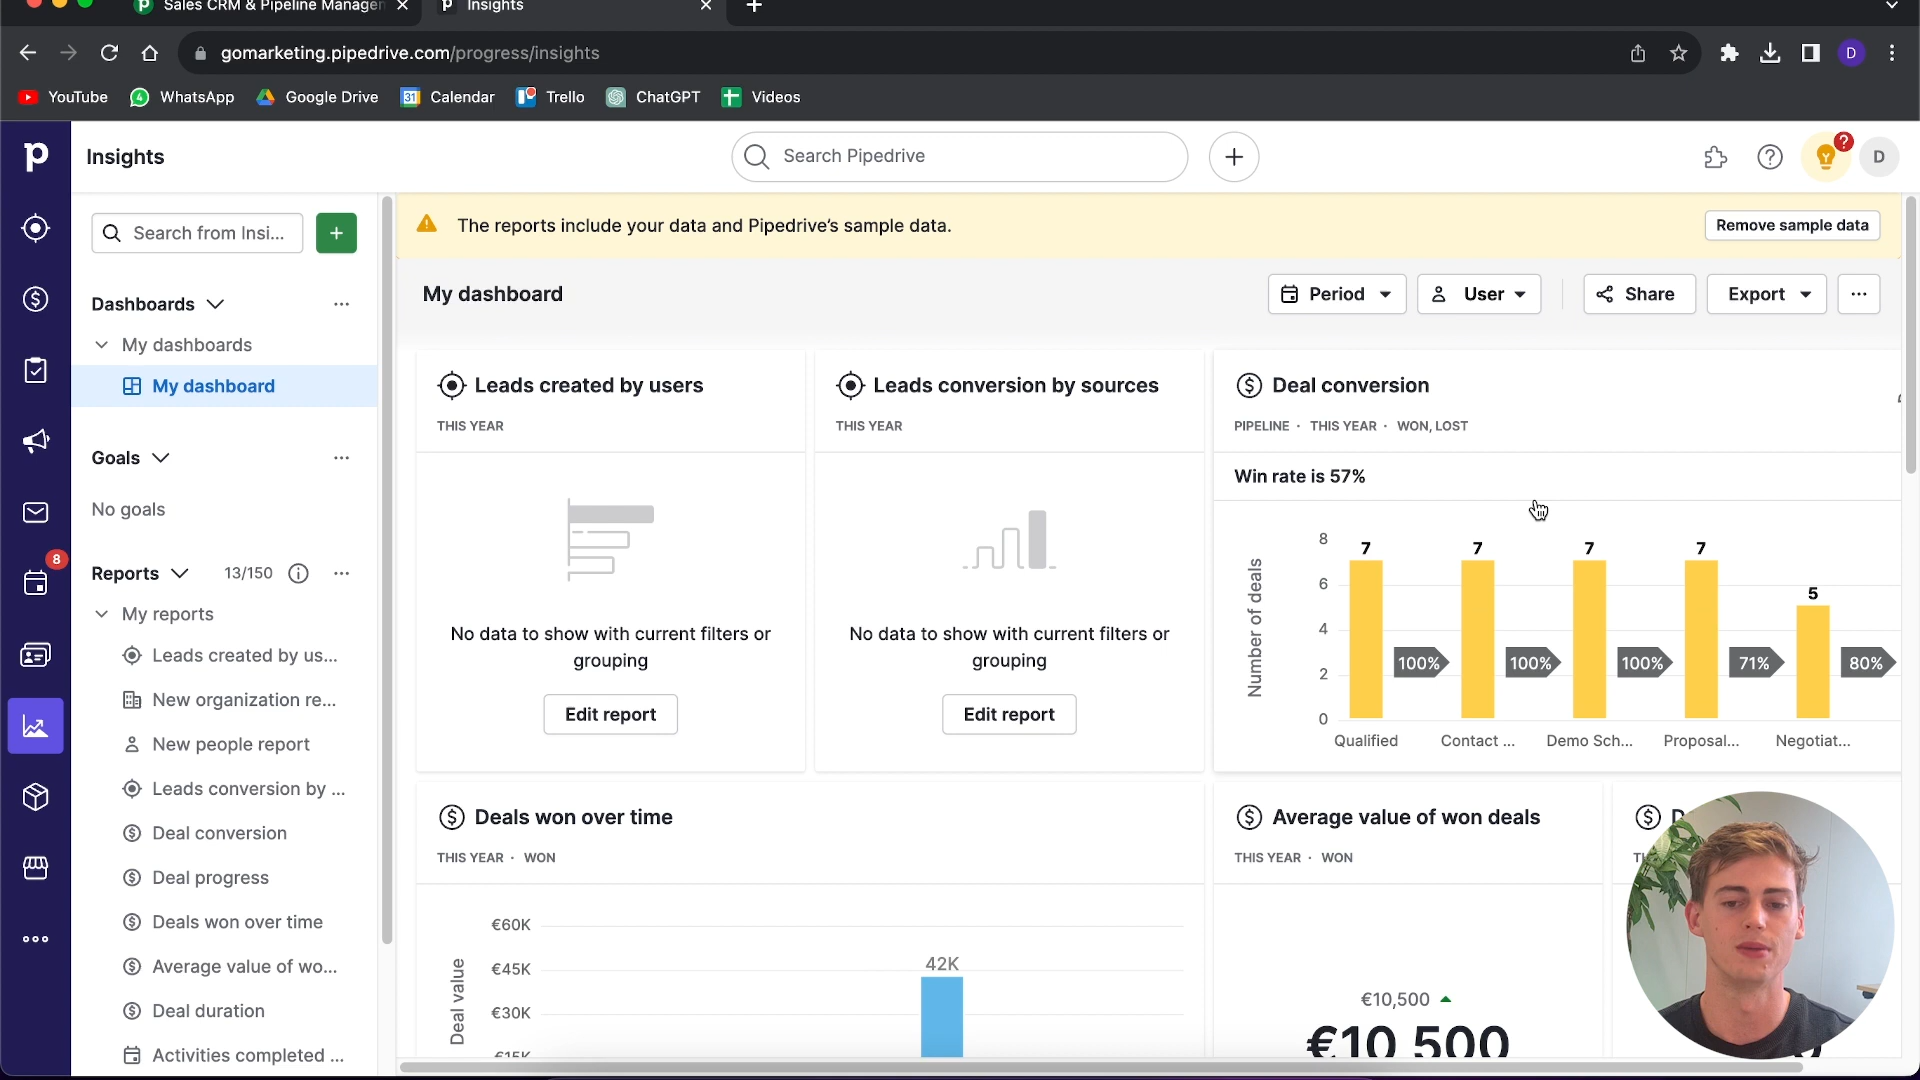 Sales CRM & Pipeline Managem
Insights
gomarketing.pipedrive.com/progress/insights
D
YouTube
WhatsApp
Google Drive
31
Calendar
Trello
ChatGPT
Videos
p
Insights
Search Pipedrive
?
D
Search from Insi...
The reports include your data and Pipedrive's sample data.
Remove sample data
Dashboards
My dashboards
My dashboard
Goals
No goals
Reports
13/150
My reports
Leads created by us...
New organization re...
New people report
Leads conversion by ...
Deal conversion
Deal progress
Deals won over time
Average value of wo...
Deal duration
Activities completed ...
8
My dashboard
Period
User
Share
Export
Leads created by users
THIS YEAR
No data to show with current filters or
grouping
Edit report
Leads conversion by sources
THIS YEAR
No data to show with current filters or
grouping
Edit report
Deal conversion
PIPELINE · THIS YEAR · WON, LOST
Win rate is 57%
Number of deals
8
6
4
2
0
7
7
7
7
5
100%
100%
100%
71%
80%
Qualified
Contact ...
Demo Sch...
Proposal...
Negotiat...
Deals won over time
THIS YEAR · WON
Deal value
€60K
€45K
€30K
€15K
42K
Average value of won deals
THIS YEAR · WON
€10,500
€10 500